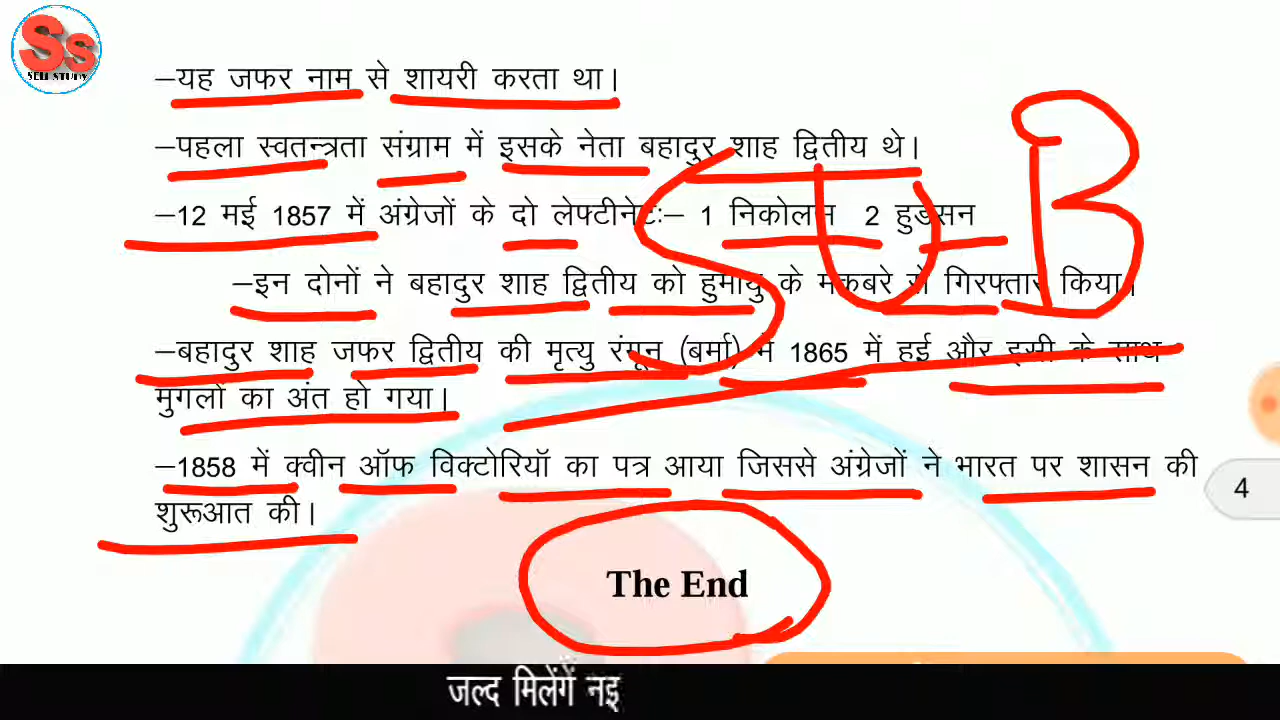 Ss
SELF STUDY
–यह जफर नाम से शायरी करता था।
–पहला स्वतन्त्रता संग्राम में इसके नेता बहादुर शाह द्वितीय थे।
–12 मई 1857 में अंग्रेजों के दो लेफ्टीनेटः– 1 निकोलस 2 हुडसन
–इन दोनों ने बहादुर शाह द्वितीय को हुमायु के मकबरे से गिरफ्तार किया।
–बहादुर शाह जफर द्वितीय की मृत्यु रंगून (बर्मा) में 1865 में हुई और इसी के साथ
मुगलों का अंत हो गया।
–1858 में क्वीन ऑफ विक्टोरियॉ का पत्र आया जिससे अंग्रेजों ने भारत पर शासन की
शुरूआत की।
SUB
4
The End
जल्द मिलेंगें नइ